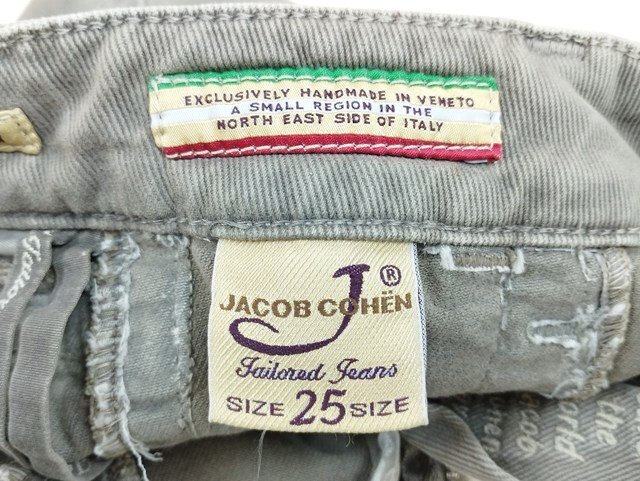 EXCLUSIVELY HANDMADE IN VENETO
A SMALL REGION IN THE
NORTH EAST SIDE OF ITALY
J®
JACOB COHËN
Tailored Jeans
SIZE 25 SIZE
the